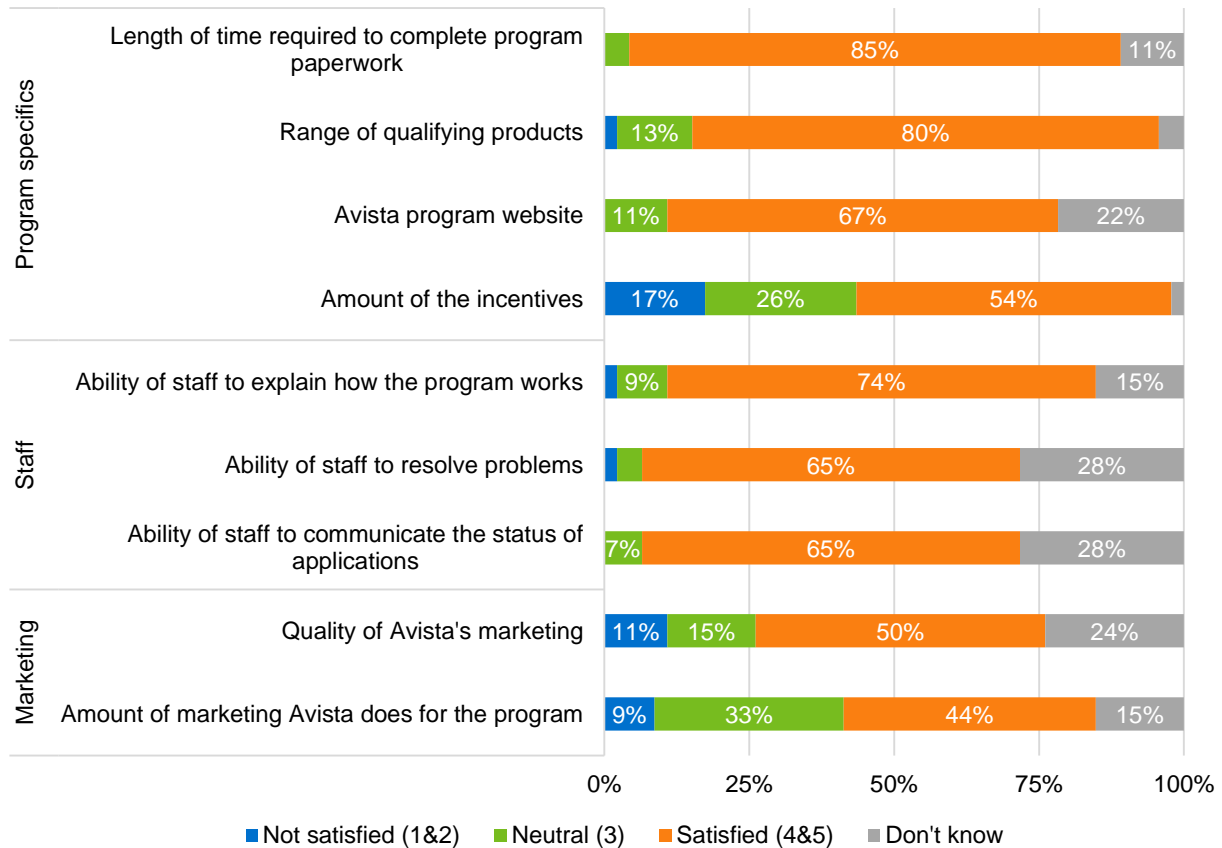 Program specifics
Length of time required to complete program
paperwork
85%
11%
Range of qualifying products
13%
80%
Avista program website
11%
67%
22%
Amount of the incentives
17%
26%
54%
Staff
Ability of staff to explain how the program works
9%
74%
15%
Ability of staff to resolve problems
65%
28%
Ability of staff to communicate the status of
applications
7%
65%
28%
Marketing
Quality of Avista's marketing
11%
15%
50%
24%
Amount of marketing Avista does for the program
9%
33%
44%
15%
0%
25%
50%
75%
100%
Not satisfied (1&2)
Neutral (3)
Satisfied (4&5)
Don't know